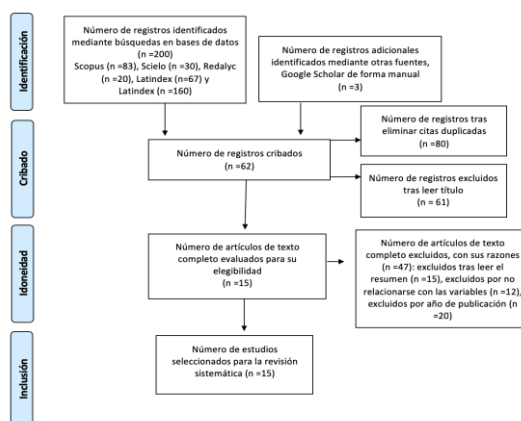 Identificación
Número de registros identificados
mediante búsquedas en bases de datos
(n =200)
Scopus (n =83), Scielo (n =30), Redalyc
(n =20), Latindex (n=67) y
Latindex (n =160)
Número de registros adicionales
identificados mediante otras fuentes,
Google Scholar de forma manual
(n =3)
Cribado
Número de registros tras
eliminar citas duplicadas
(n =80)
Número de registros cribados
(n =62)
Número de registros excluidos
tras leer título
(n = 61)
Idoneidad
Número de artículos de texto
completo evaluados para su
elegibilidad
(n =15)
Número de artículos de texto
completo excluidos, con sus razones
(n =47): excluidos tras leer el
resumen (n =15), excluidos por no
relacionarse con las variables (n =12),
excluidos por año de publicación (n
=20)
Inclusión
Número de estudios
seleccionados para la revisión
sistemática (n =15)